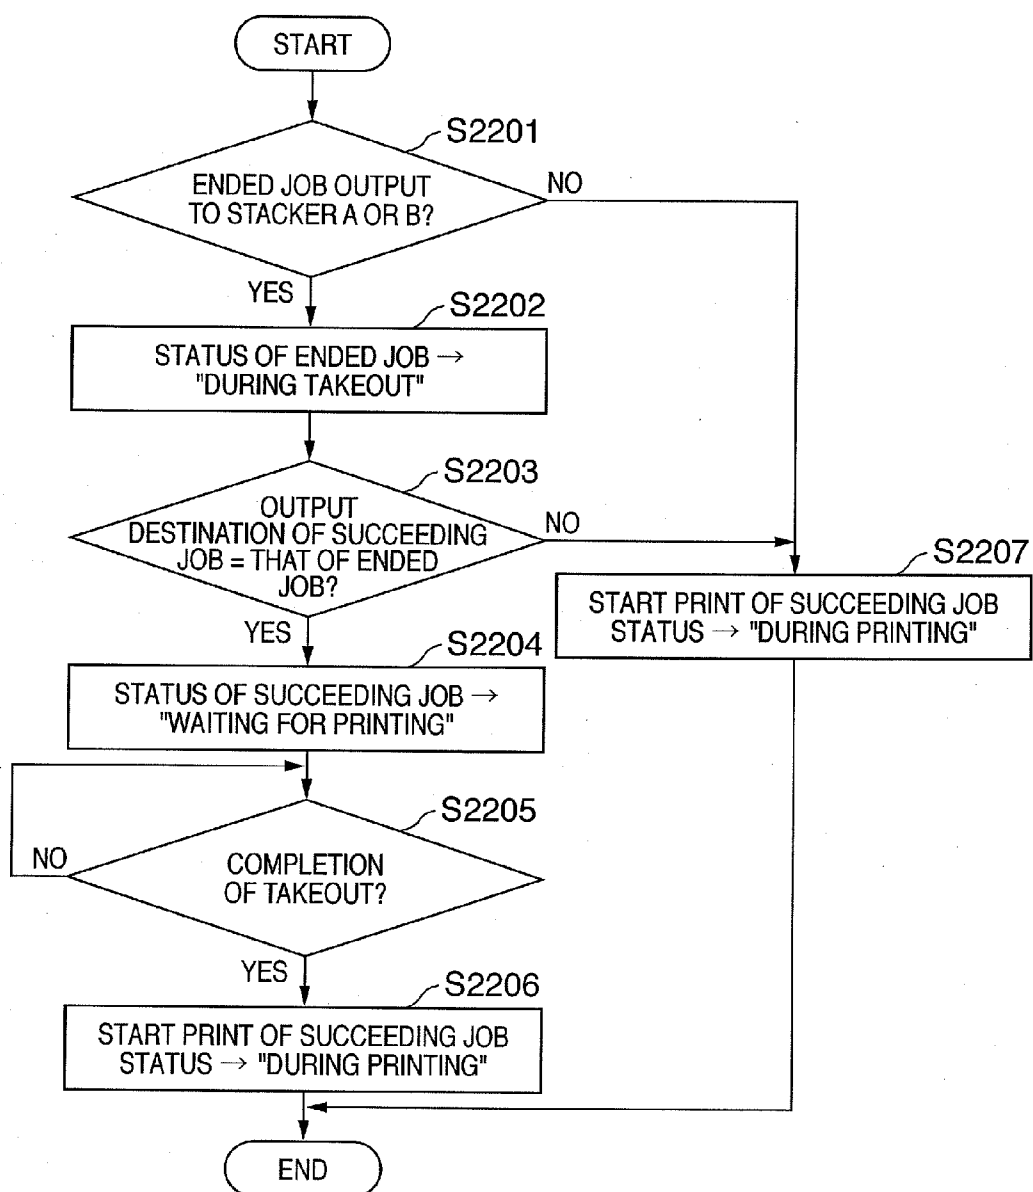 START
S2201
ENDED JOB OUTPUT
TO STACKER A OR B?
NO
YES
S2202
STATUS OF ENDED JOB →
"DURING TAKEOUT"
S2203
OUTPUT
DESTINATION OF SUCCEEDING
JOB = THAT OF ENDED
JOB?
NO
YES
S2207
START PRINT OF SUCCEEDING JOB
STATUS → "DURING PRINTING"
S2204
STATUS OF SUCCEEDING JOB →
"WAITING FOR PRINTING"
S2205
COMPLETION
OF TAKEOUT?
NO
YES
S2206
START PRINT OF SUCCEEDING JOB
STATUS → "DURING PRINTING"
END